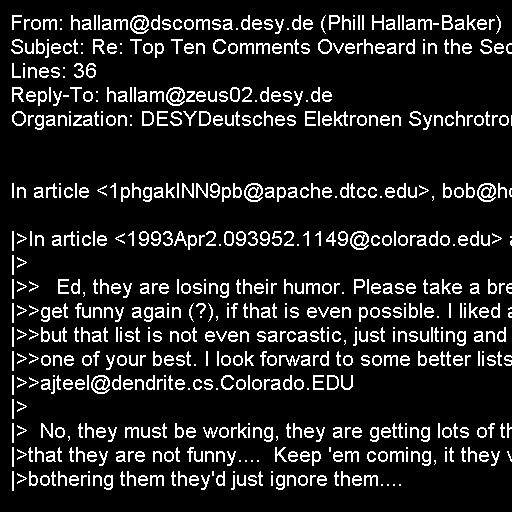 From: hallam@dscomsa.desy.de (Phill Hallam-Baker)
Subject: Re: Top Ten Comments Overheard in the
Lines: 36
Reply-To: hallam@zeus02.desy.de
Organization: DESYDeutsches Elektronen
In article <1phgakINN9pb@apache.dtcc.edu>,
|>In article <1993Apr2.093952.1149@colorado.edu>
|>
|>>   Ed, they are losing their humor. Please take a
|>>get funny again (?), if that is even possible. I liked
|>>but that list is not even sarcastic, just insulting and
|>>one of your best. I look forward to some better lists
|>>ajteel@dendrite.cs.Colorado.EDU
|>
|>  No, they must be working, they are getting lots of
|>that they are not funny....  Keep 'em coming, it they
|>bothering them they'd just ignore them....